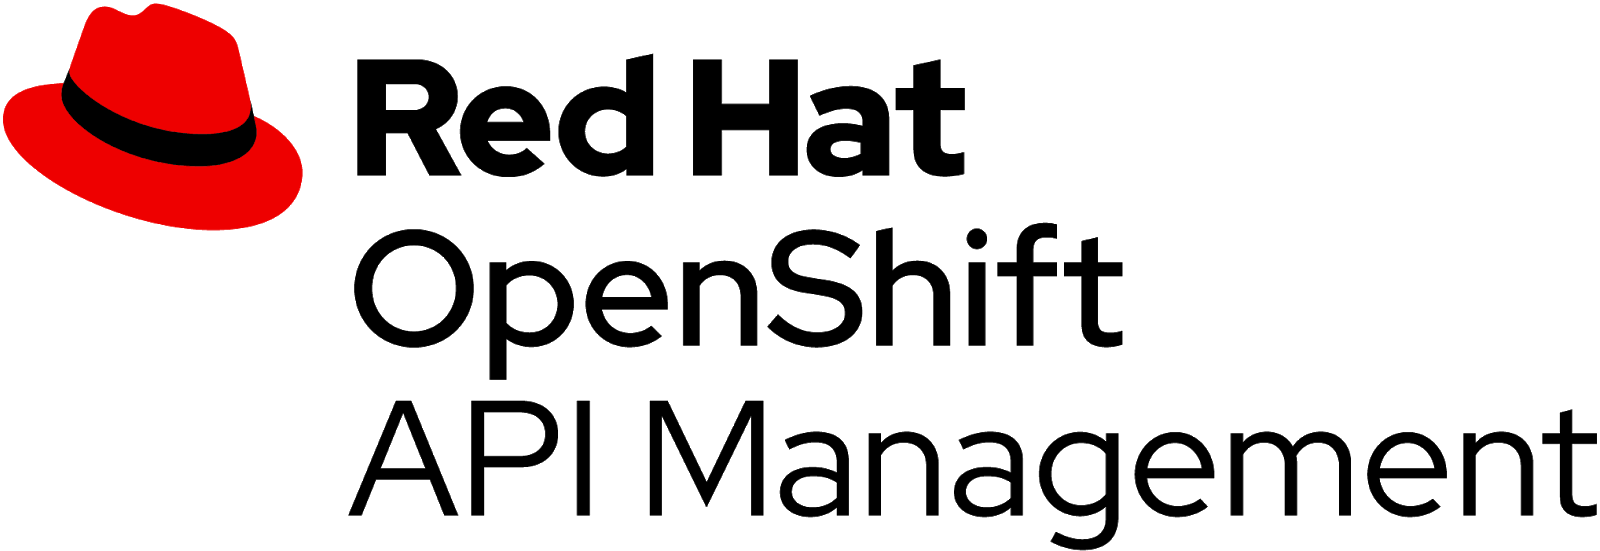 Red Hat
OpenShift
API Management